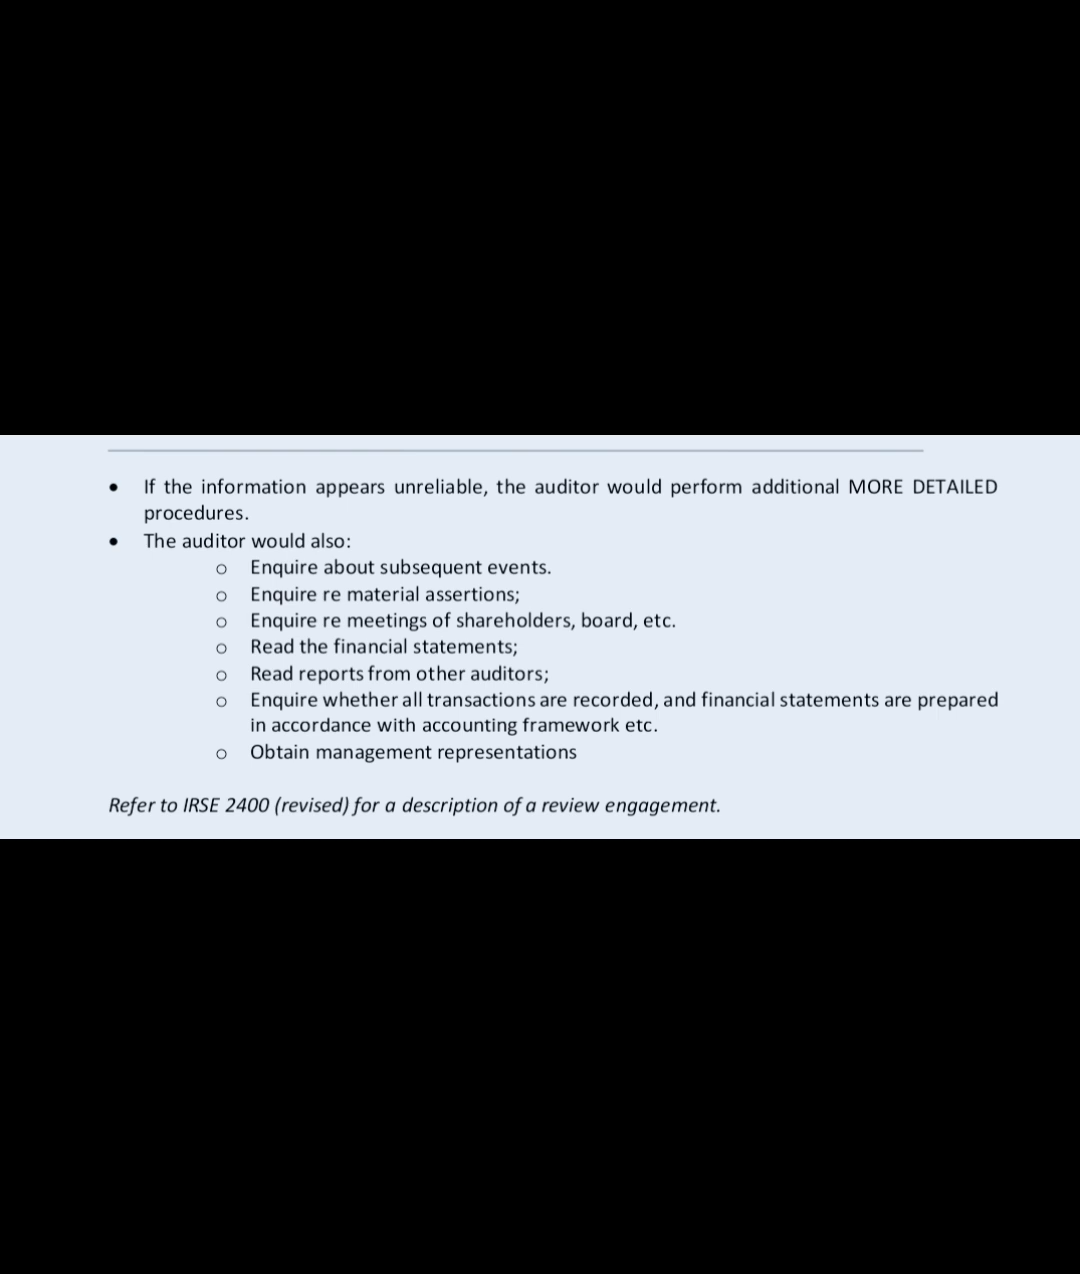 • If the information appears unreliable, the auditor would perform additional MORE DETAILED
procedures.
• The auditor would also:
o Enquire about subsequent events.
o Enquire re material assertions;
o Enquire re meetings of shareholders, board, etc.
o Read the financial statements;
o Read reports from other auditors;
o Enquire whether all transactions are recorded, and financial statements are prepared
in accordance with accounting framework etc.
o Obtain management representations
Refer to IRSE 2400 (revised) for a description of a review engagement.